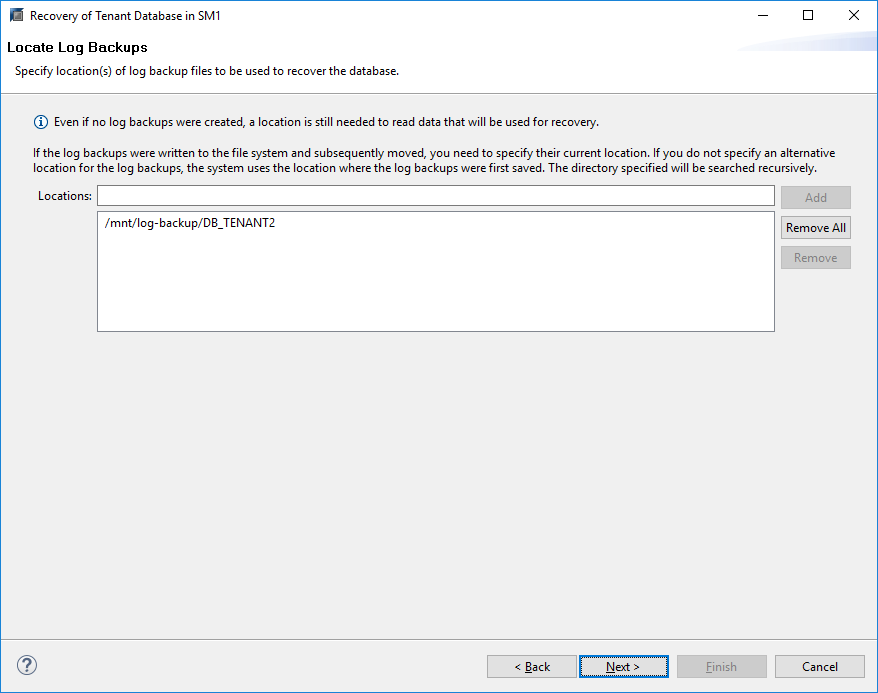 Recovery of Tenant Database in SM1
Locate Log Backups
Specify location(s) of log backup files to be used to recover the database.
Even if no log backups were created, a location is still needed to read data that will be used for recovery.
If the log backups were written to the file system and subsequently moved, you need to specify their current location. If you do not specify an alternative
location for the log backups, the system uses the location where the log backups were first saved. The directory specified will be searched recursively.
Locations:
Add
/mnt/log-backup/DB_TENANT2
Remove All
Remove
?
< Back
Next >
Finish
Cancel